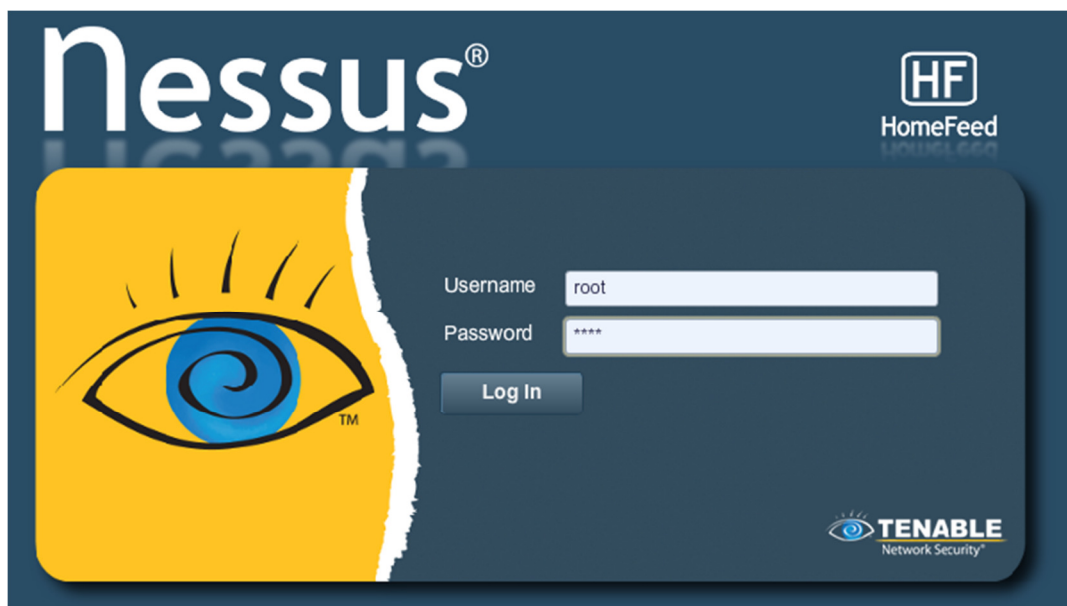 nessus®
HF
HomeFeed
Username root
Password ****
Log In
TM
TENABLE
Network Security®